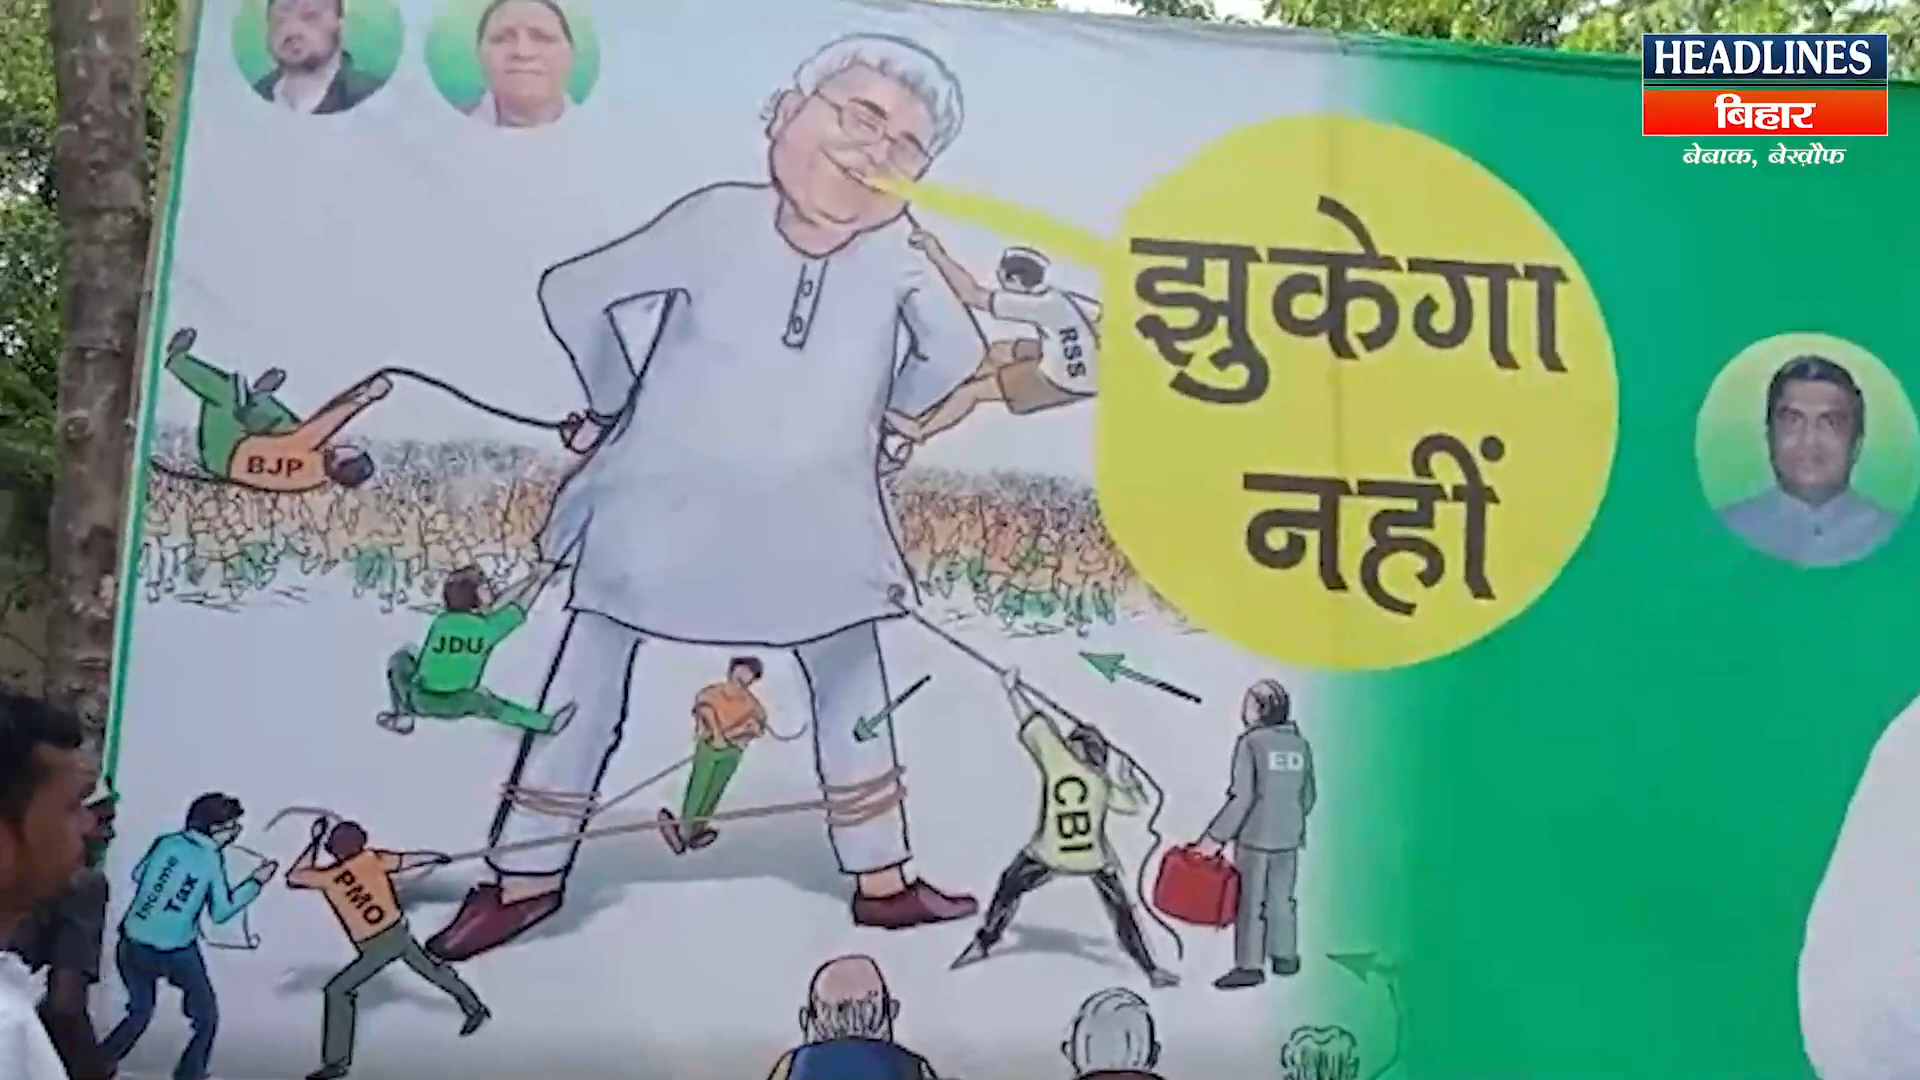 HEADLINES
बिहार
बेबाक, बेख़ौफ
झुकेगा
नहीं
RSS
BJP
JDU
ED
CBI
Income
Tax
PMO